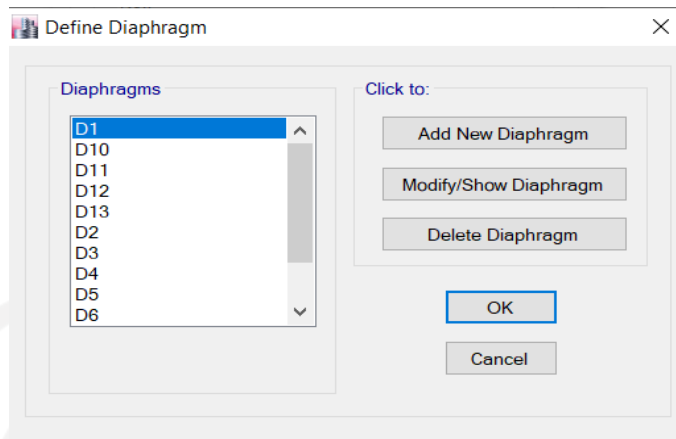 Define Diaphragm
Diaphragms
D1
D10
D11
D12
D13
D2
D3
D4
D5
D6
Click to:
Add New Diaphragm
Modify/Show Diaphragm
Delete Diaphragm
OK
Cancel